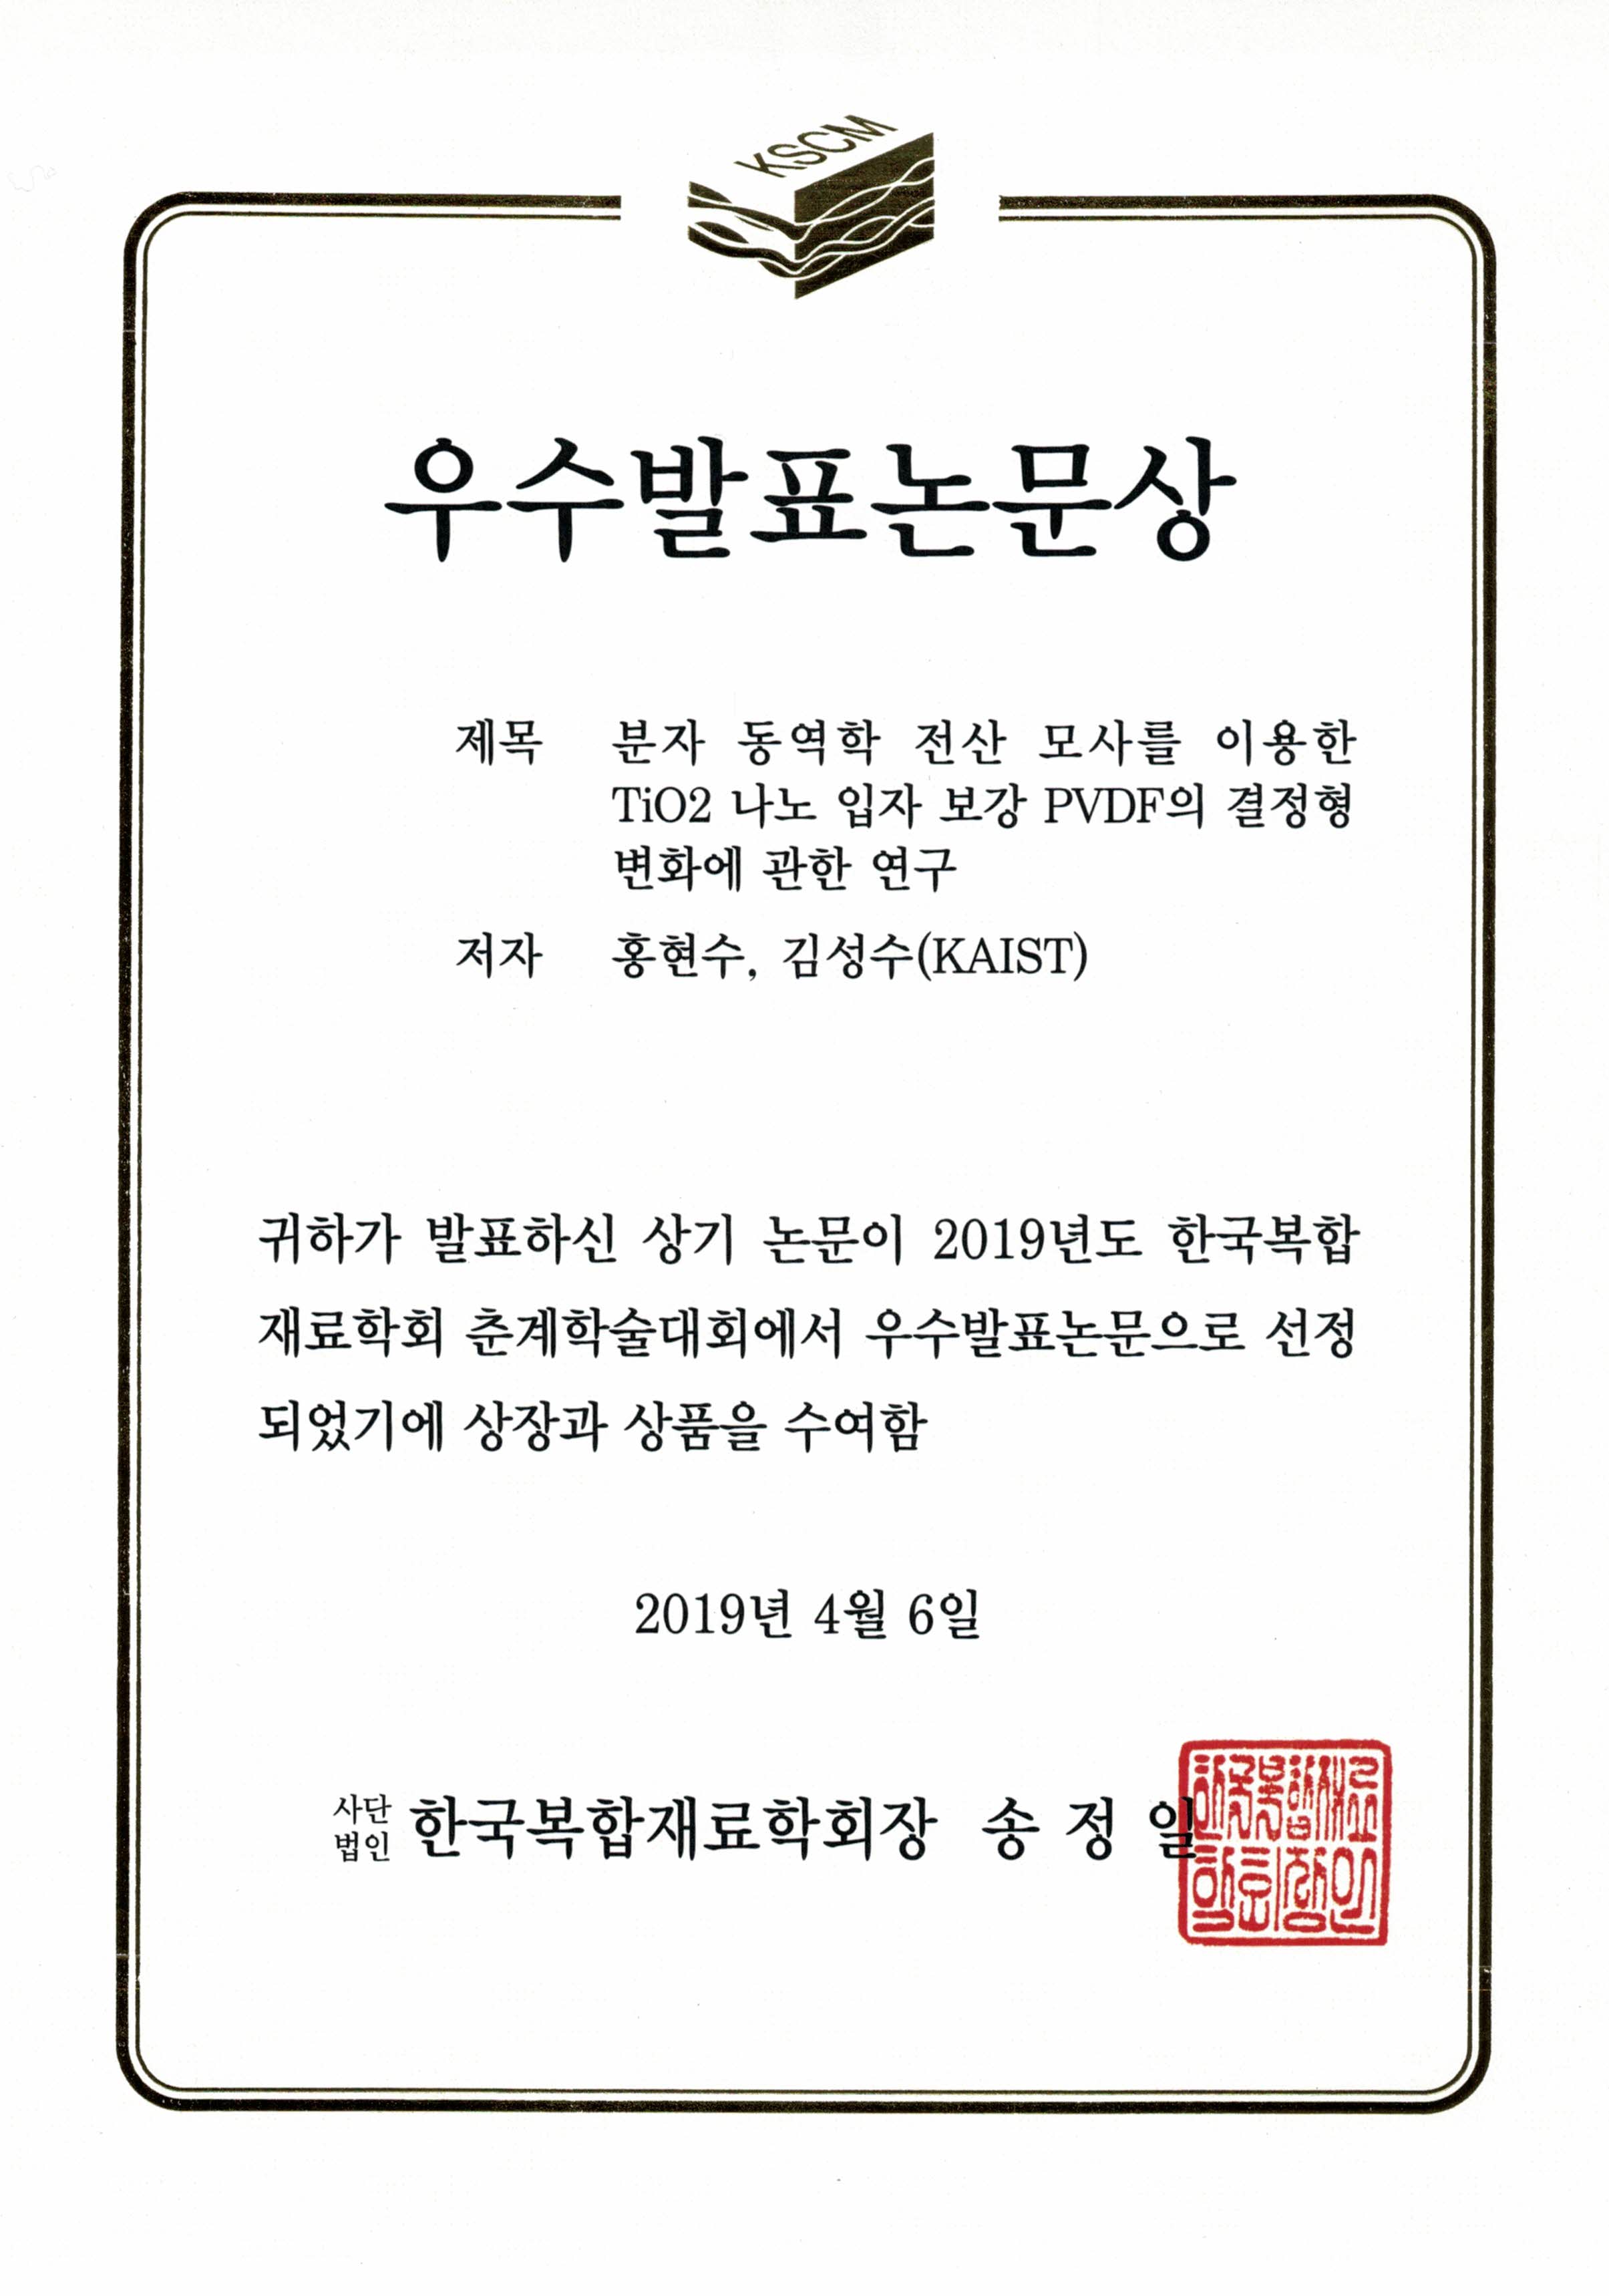 KSCM
우수발표논문상
제목 분자 동역학 전산 모사를 이용한
TiO2 나노 입자 보강 PVDF의 결정형
변화에 관한 연구
저자 홍현수, 김성수(KAIST)
귀하가 발표하신 상기 논문이 2019년도 한국복합
재료학회 춘계학술대회에서 우수발표논문으로 선정
되었기에 상장과 상품을 수여함
2019년 4월 6일
사단법인 한국복합재료학회장 송 정 일
한국복합재료
학회장인